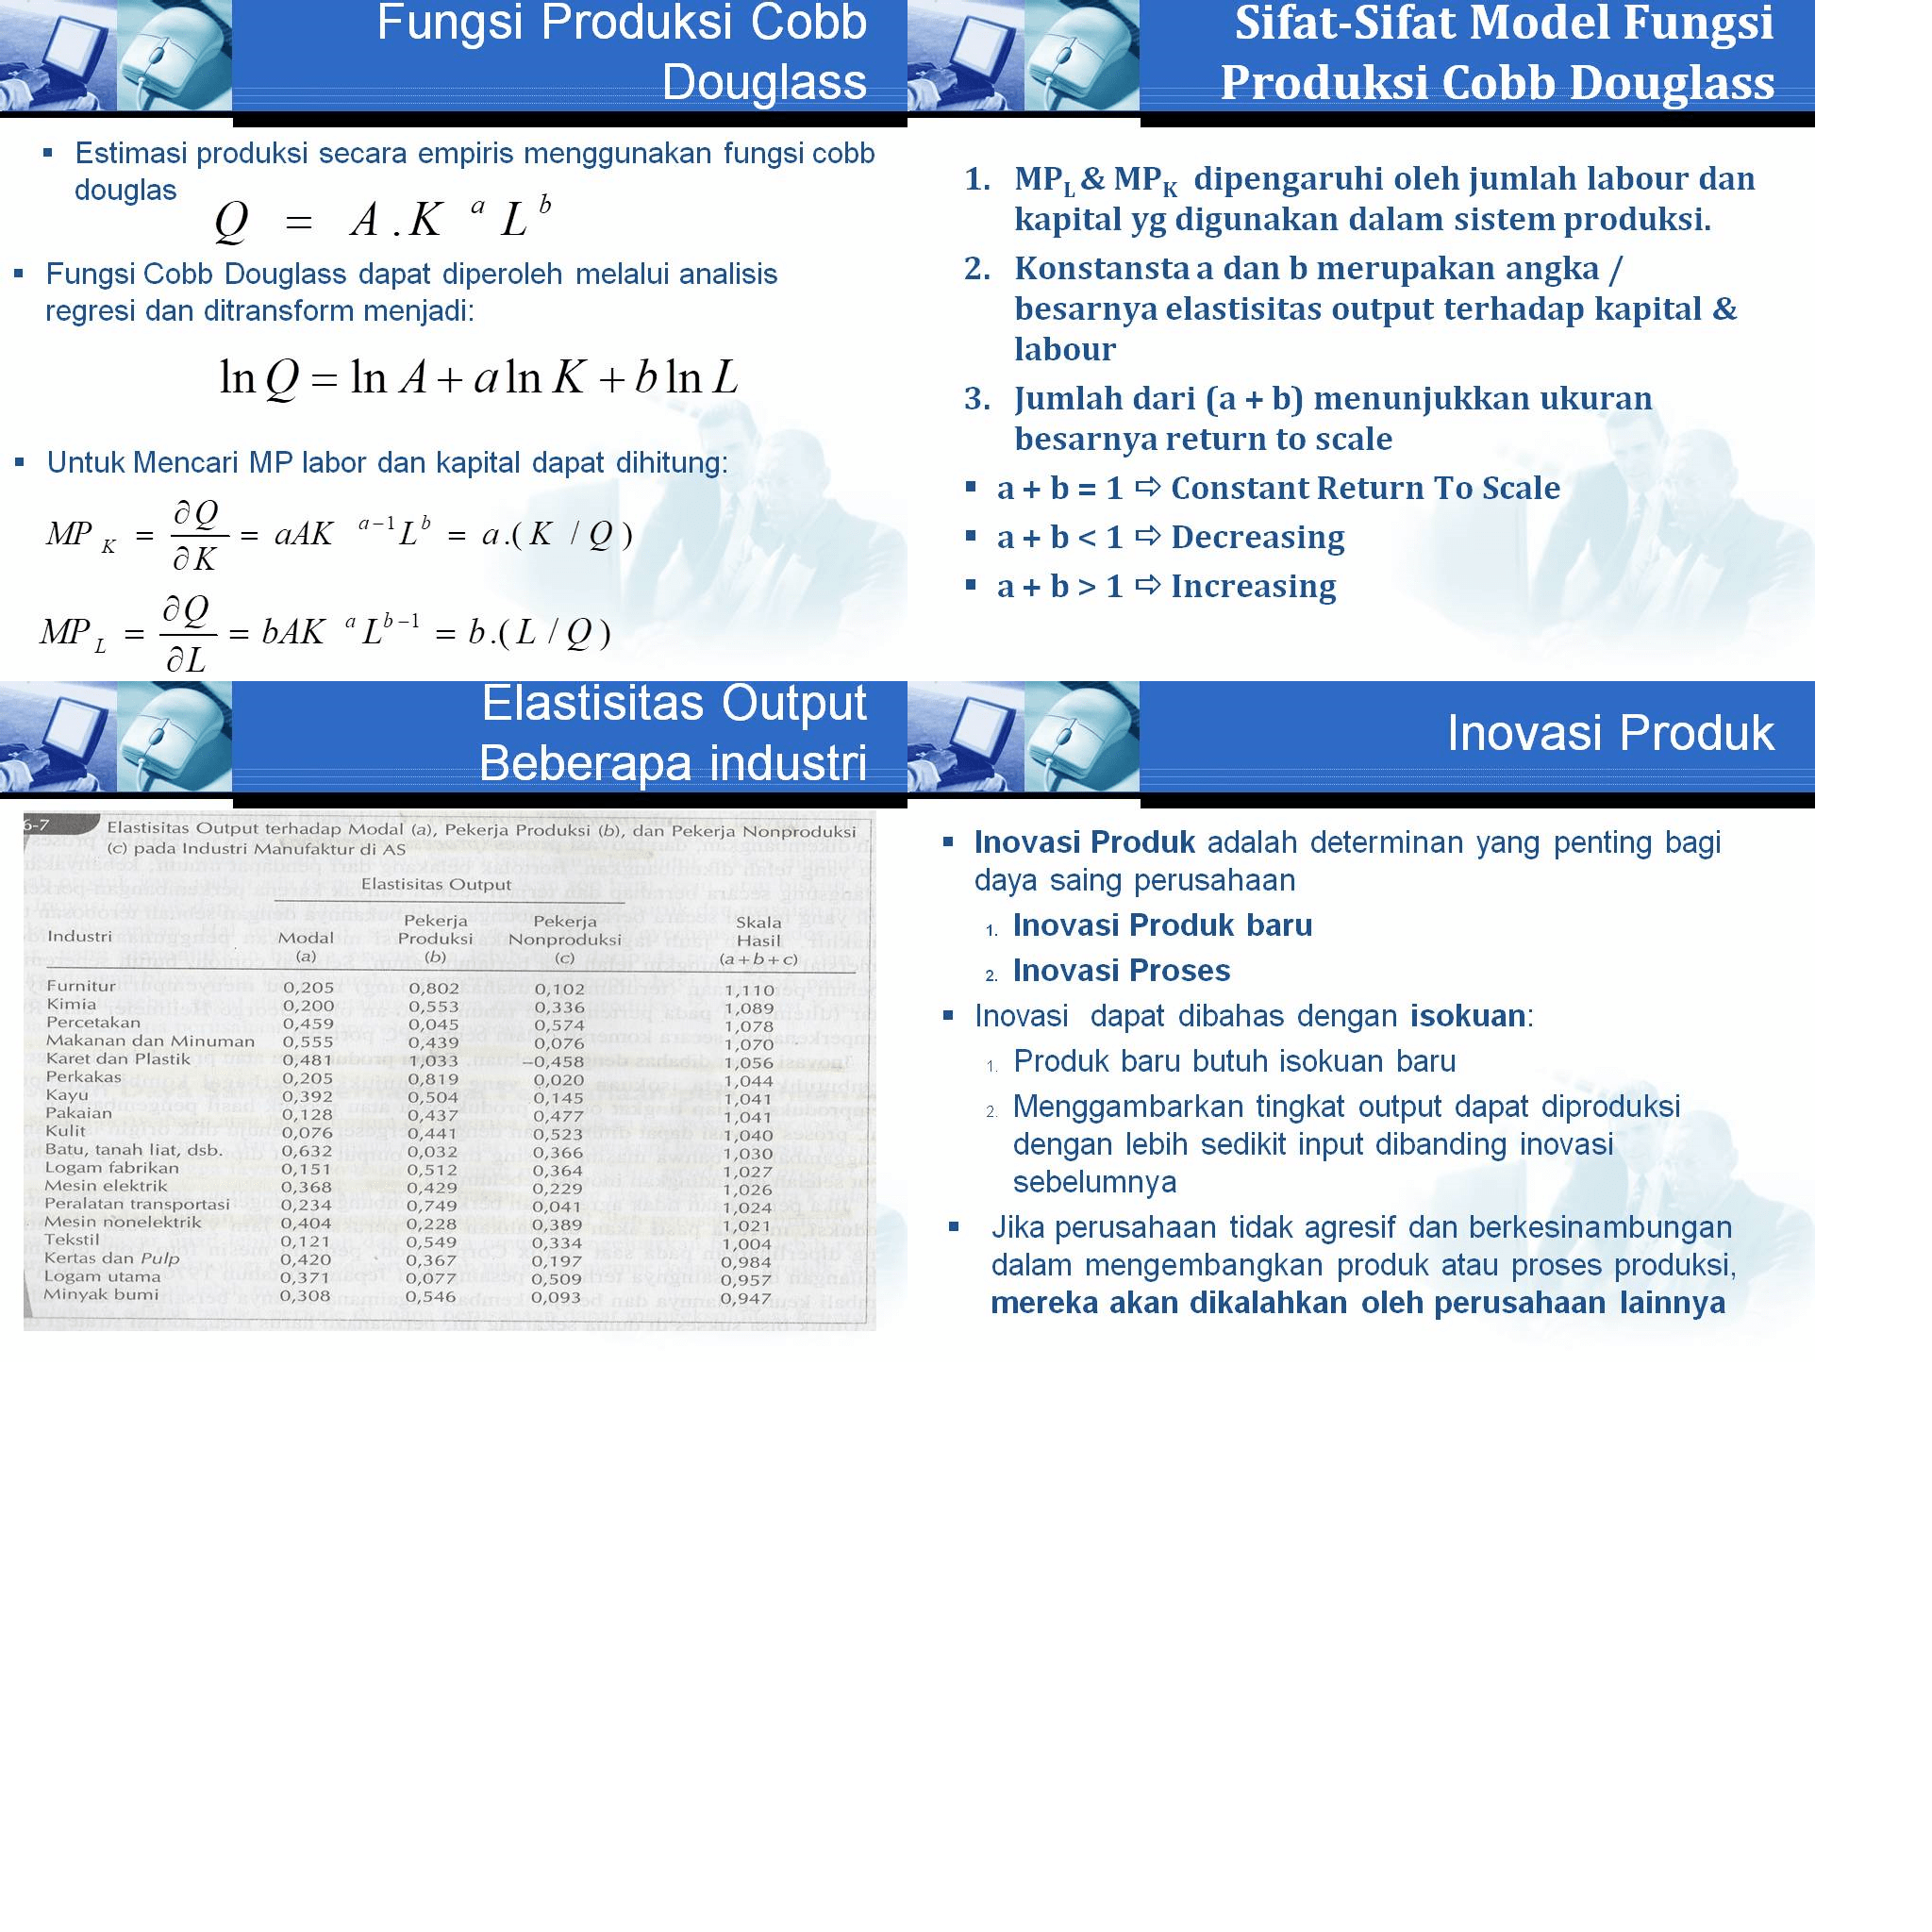 Fungsi Produksi Cobb
Douglass
▪ Estimasi produksi secara empiris menggunakan fungsi cobb
douglas
Q = A.K^a L^b
▪ Fungsi Cobb Douglass dapat diperoleh melalui analisis
regresi dan ditransform menjadi:
ln Q = ln A + a ln K + b ln L
▪ Untuk Mencari MP labor dan kapital dapat dihitung:
MP_K = ∂Q/∂K = aAK^(a−1) L^b = a.(K / Q)
MP_L = ∂Q/∂L = bAK^a L^(b−1) = b.(L / Q)
Sifat-Sifat Model Fungsi
Produksi Cobb Douglass
1. MP_L & MP_K dipengaruhi oleh jumlah labour dan
kapital yg digunakan dalam sistem produksi.
2. Konstansta a dan b merupakan angka /
besarnya elastisitas output terhadap kapital &
labour
3. Jumlah dari (a + b) menunjukkan ukuran
besarnya return to scale
▪ a + b = 1 ⇨ Constant Return To Scale
▪ a + b < 1 ⇨ Decreasing
▪ a + b > 1 ⇨ Increasing
Elastisitas Output
Beberapa industri
6-7 Elastisitas Output terhadap Modal (a), Pekerja Produksi (b), dan Pekerja Nonproduksi
(c) pada Industri Manufaktur di AS
Elastisitas Output
Pekerja Pekerja Skala
Industri Modal Produksi Nonproduksi Hasil
(a) (b) (c) (a + b + c)
Furnitur 0,205 0,802 0,102 1,110
Kimia 0,200 0,553 0,336 1,089
Percetakan 0,459 0,045 0,574 1,078
Makanan dan Minuman 0,555 0,439 0,076 1,070
Karet dan Plastik 0,481 1,033 −0,458 1,056
Perkakas 0,205 0,819 0,020 1,044
Kayu 0,392 0,504 0,145 1,041
Pakaian 0,128 0,437 0,477 1,041
Kulit 0,076 0,441 0,523 1,040
Batu, tanah liat, dsb. 0,632 0,032 0,366 1,030
Logam fabrikan 0,151 0,512 0,364 1,027
Mesin elektrik 0,368 0,429 0,229 1,026
Peralatan transportasi 0,234 0,749 0,041 1,024
Mesin nonelektrik 0,404 0,228 0,389 1,021
Tekstil 0,121 0,549 0,334 1,004
Kertas dan Pulp 0,420 0,367 0,197 0,984
Logam utama 0,371 0,077 0,509 0,957
Minyak bumi 0,308 0,546 0,093 0,947
Inovasi Produk
▪ Inovasi Produk adalah determinan yang penting bagi
daya saing perusahaan
1. Inovasi Produk baru
2. Inovasi Proses
▪ Inovasi dapat dibahas dengan isokuan:
1. Produk baru butuh isokuan baru
2. Menggambarkan tingkat output dapat diproduksi
dengan lebih sedikit input dibanding inovasi
sebelumnya
▪ Jika perusahaan tidak agresif dan berkesinambungan
dalam mengembangkan produk atau proses produksi,
mereka akan dikalahkan oleh perusahaan lainnya